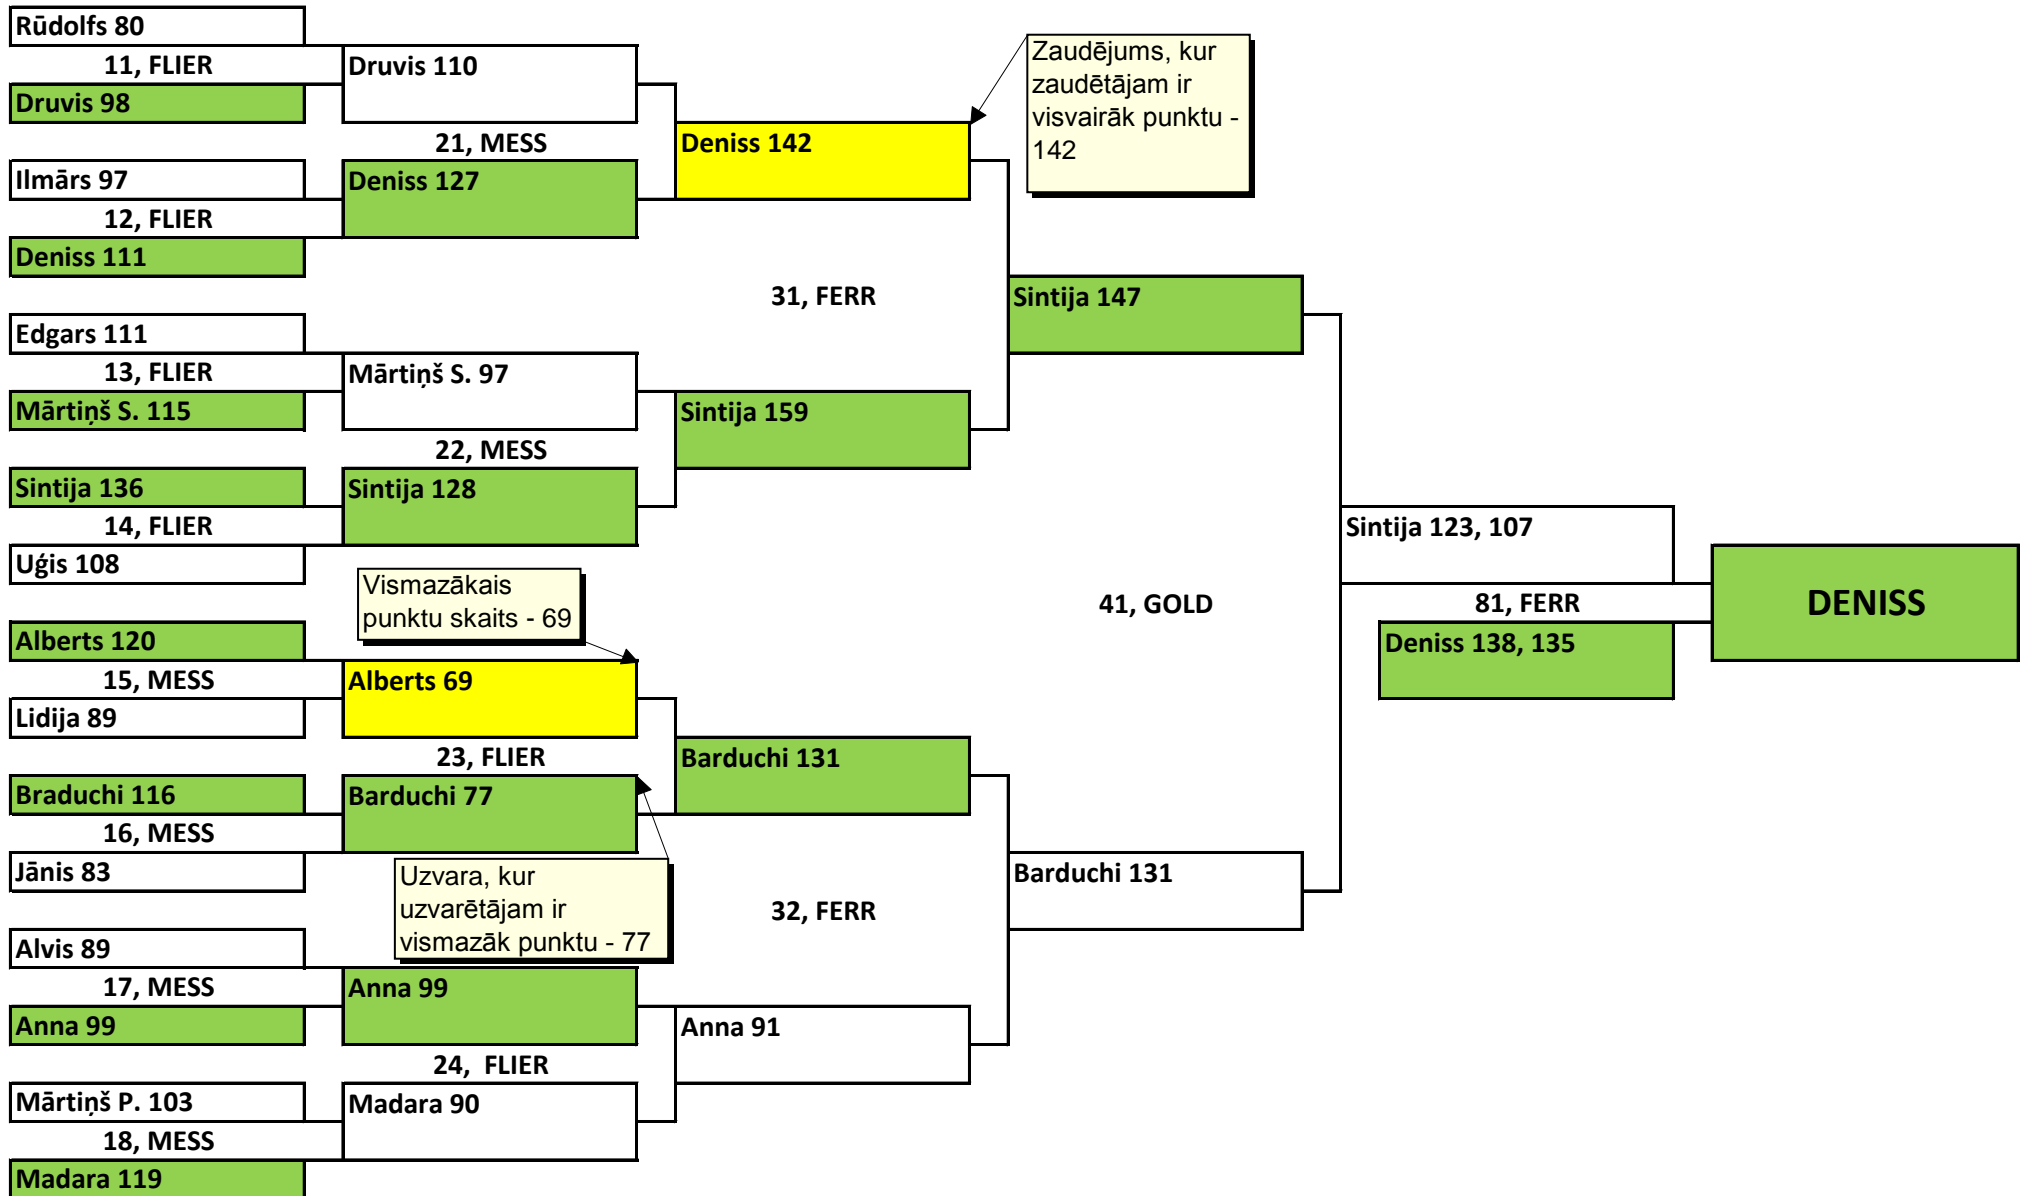 Rūdolfs 80
11, FLIER
Druvis 98
Ilmārs 97
12, FLIER
Deniss 111
Edgars 111
13, FLIER
Mārtiņš S. 115
Sintija 136
14, FLIER
Uģis 108
Alberts 120
15, MESS
Lidija 89
Braduchi 116
16, MESS
Jānis 83
Alvis 89
17, MESS
Anna 99
Mārtiņš P. 103
18, MESS
Madara 119
Druvis 110
21, MESS
Deniss 127
Mārtiņš S. 97
22, MESS
Sintija 128
Vismazākais
punktu skaits - 69
Alberts 69
23, FLIER
Barduchi 77
Uzvara, kur
uzvarētājam ir
vismazāk punktu - 77
Anna 99
24,  FLIER
Madara 90
Deniss 142
31, FERR
Sintija 159
Barduchi 131
32, FERR
Anna 91
Zaudējums, kur
zaudētājam ir
visvairāk punktu -
142
Sintija 147
41, GOLD
Barduchi 131
Sintija 123, 107
81, FERR
Deniss 138, 135
DENISS